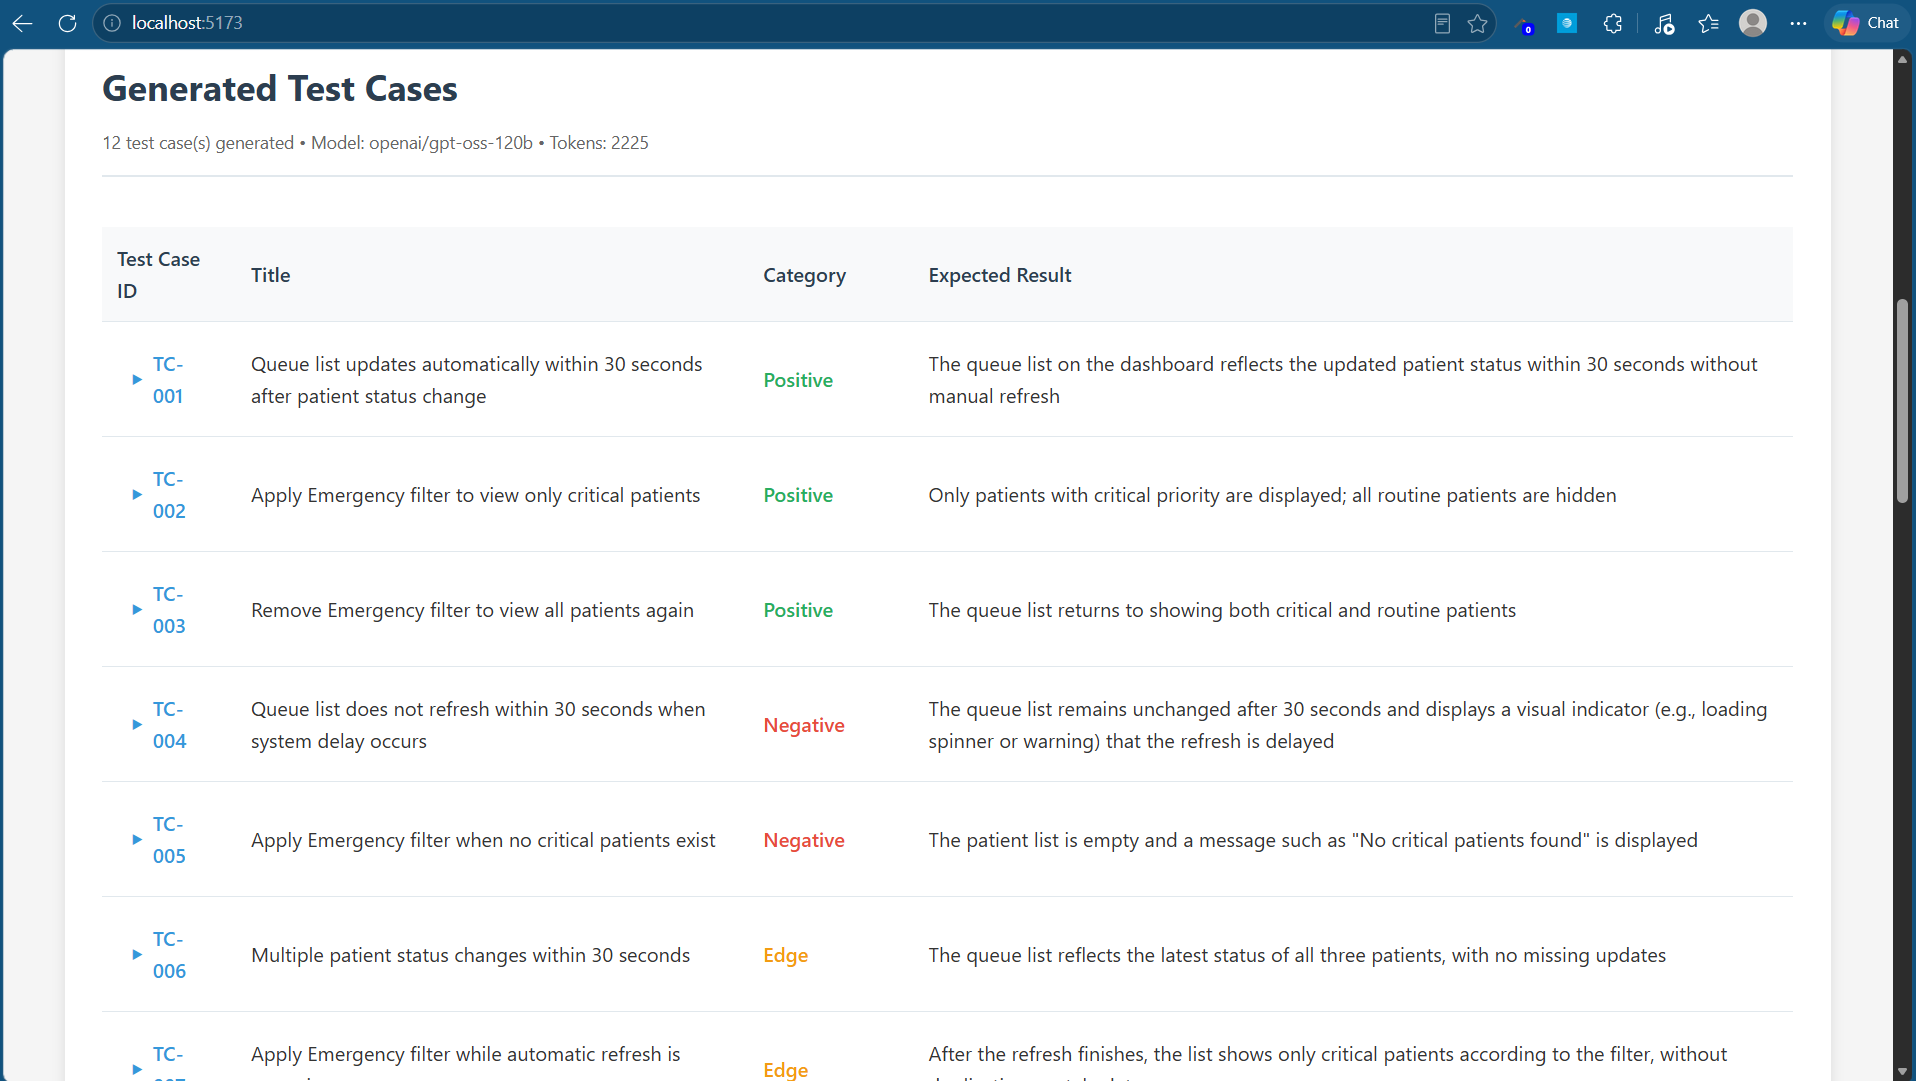 localhost:5173
0
Chat
Generated Test Cases
12 test case(s) generated • Model: openai/gpt-oss-120b • Tokens: 2225
Test Case
ID
Title
Category
Expected Result
TC-
001
Queue list updates automatically within 30 seconds
after patient status change
Positive
The queue list on the dashboard reflects the updated patient status within 30 seconds without
manual refresh
TC-
002
Apply Emergency filter to view only critical patients
Positive
Only patients with critical priority are displayed; all routine patients are hidden
TC-
003
Remove Emergency filter to view all patients again
Positive
The queue list returns to showing both critical and routine patients
TC-
004
Queue list does not refresh within 30 seconds when
system delay occurs
Negative
The queue list remains unchanged after 30 seconds and displays a visual indicator (e.g., loading
spinner or warning) that the refresh is delayed
TC-
005
Apply Emergency filter when no critical patients exist
Negative
The patient list is empty and a message such as "No critical patients found" is displayed
TC-
006
Multiple patient status changes within 30 seconds
Edge
The queue list reflects the latest status of all three patients, with no missing updates
TC-
Apply Emergency filter while automatic refresh is
Edge
After the refresh finishes, the list shows only critical patients according to the filter, without